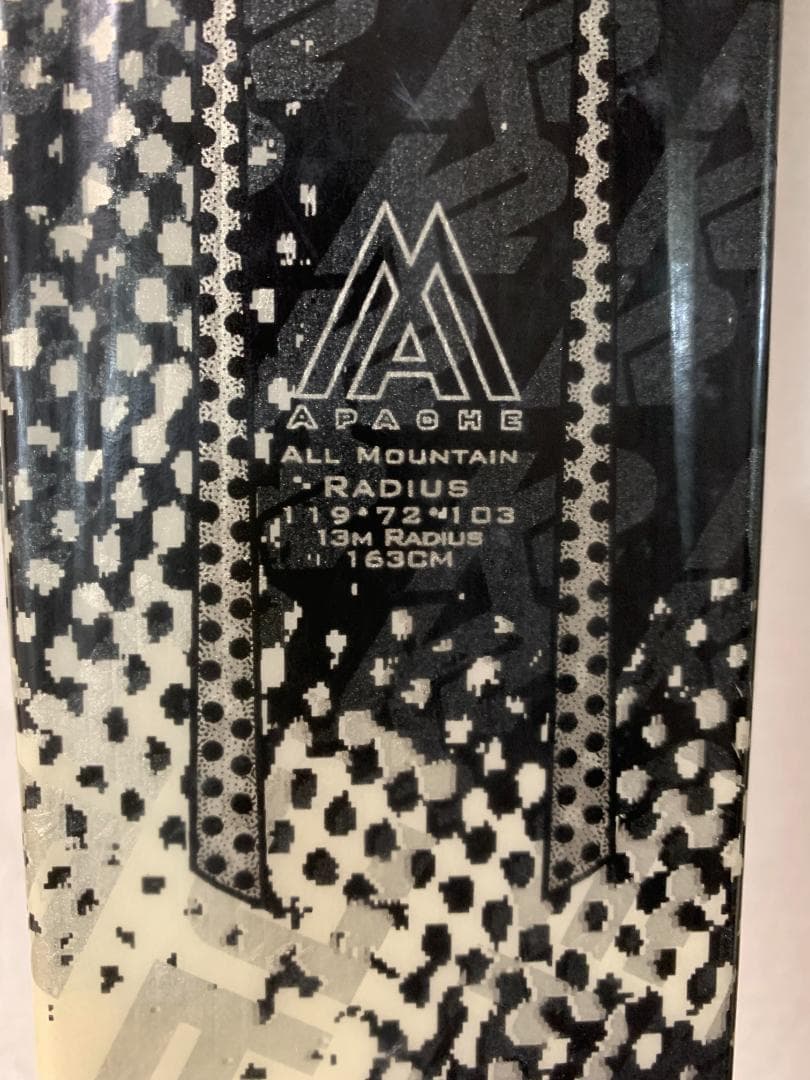 APACHE
ALL MOUNTAIN
RADIUS
119*72*103
13M RADIUS
163CM